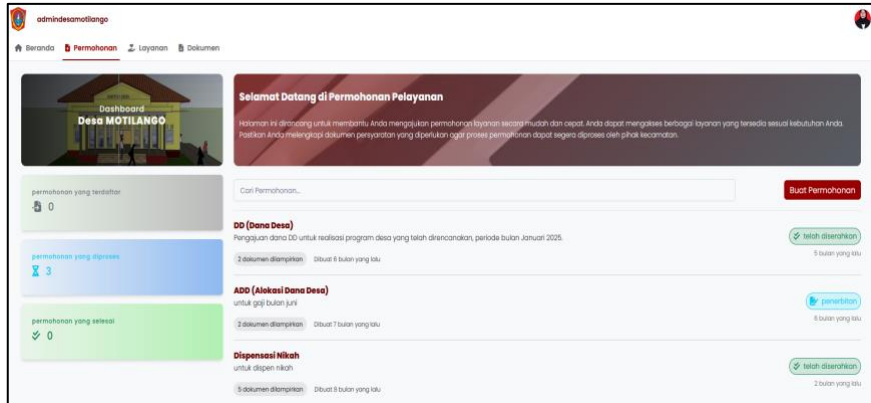 admindesamotilango
Beranda Permohonan Layanan Dokumen
Dashboard
Desa MOTILANGO
Selamat Datang di Permohonan Pelayanan
Halaman ini dirancang untuk membantu Anda mengajukan permohonan layanan secara mudah dan cepat. Anda dapat mengakses berbagai layanan yang tersedia sesuai kebutuhan Anda.
Pastikan Anda melengkapi dokumen persyaratan yang diperlukan agar proses permohonan dapat segera diproses oleh pihak kecamatan.
permohonan yang terdaftar
0
permohonan yang diproses
3
permohonan yang selesai
0
Cari Permohonan...
Buat Permohonan
DD (Dana Desa)
Pengajuan dana DD untuk realisasi program desa yang telah direncanakan, periode bulan Januari 2025.
2 dokumen dilampirkan Dibuat 6 bulan yang lalu
telah diserahkan
5 bulan yang lalu
ADD (Alokasi Dana Desa)
untuk gaji bulan juni
2 dokumen dilampirkan Dibuat 7 bulan yang lalu
penerbitan
6 bulan yang lalu
Dispensasi Nikah
untuk dispen nikah
5 dokumen dilampirkan Dibuat 8 bulan yang lalu
telah diserahkan
2 bulan yang lalu